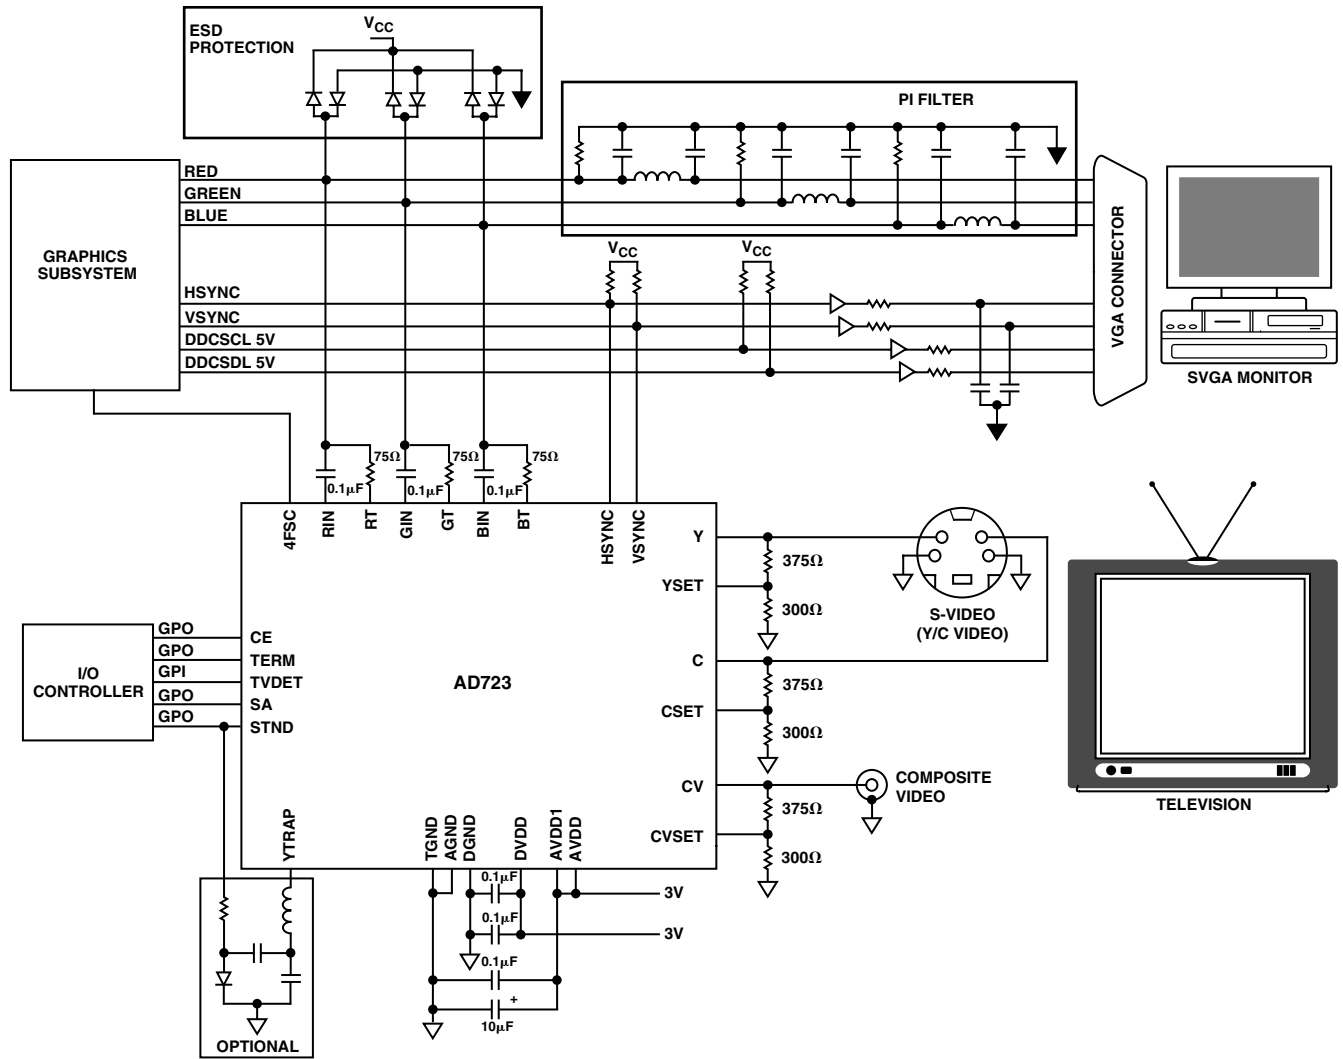 ESD
PROTECTION
VCC
PI FILTER
RED
GREEN
BLUE
GRAPHICS
SUBSYSTEM
HSYNC
VSYNC
DDCSCL 5V
DDCSDL 5V
VCC
VCC
VGA CONNECTOR
SVGA MONITOR
75Ω
75Ω
75Ω
0.1μF
0.1μF
0.1μF
4FSC
RIN
RT
GIN
GT
BIN
BT
HSYNC
VSYNC
Y
375Ω
YSET
300Ω
S-VIDEO
(Y/C VIDEO)
GPO
CE
GPO
TERM
I/O
CONTROLLER
GPI
TVDET
GPO
SA
GPO
STND
AD723
C
375Ω
CSET
300Ω
CV
COMPOSITE
VIDEO
375Ω
CVSET
300Ω
TELEVISION
YTRAP
TGND
AGND
DGND
DVDD
AVDD1
AVDD
0.1μF
3V
0.1μF
3V
0.1μF
+
10μF
OPTIONAL